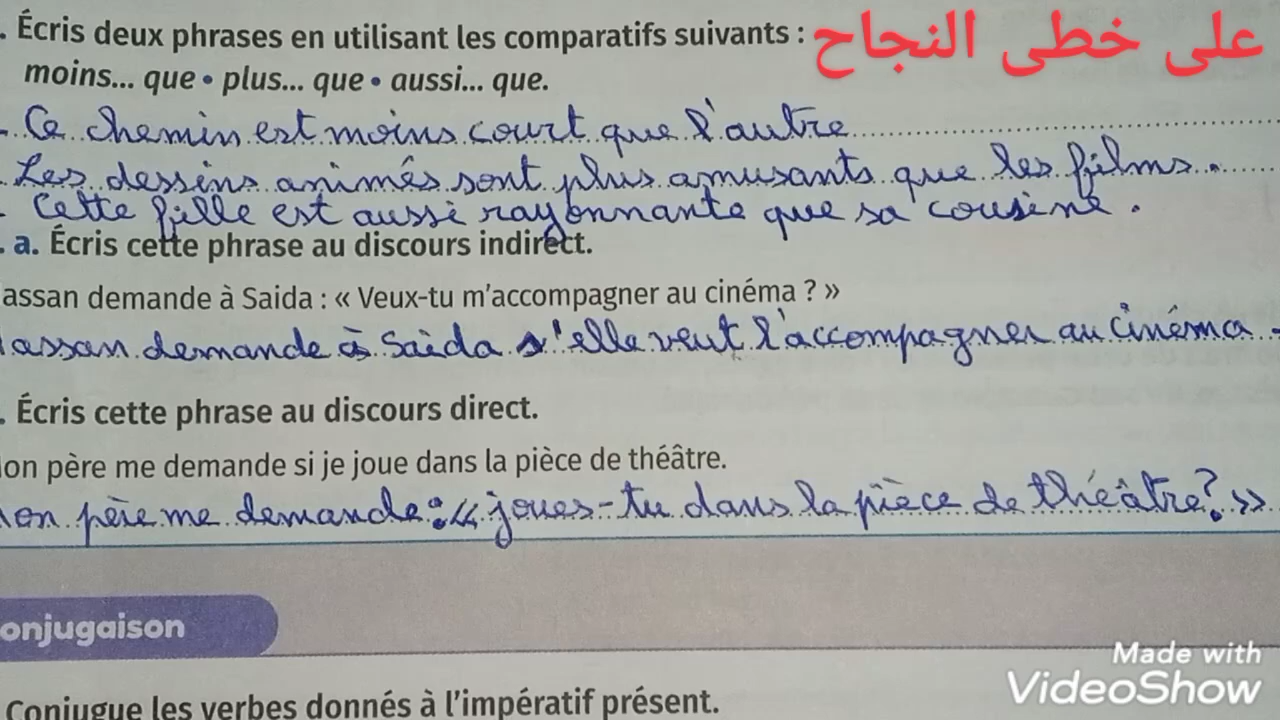 . Écris deux phrases en utilisant les comparatifs suivants :
على خطى النجاح
moins... que • plus... que • aussi... que.
- Ce chemin est moins court que l'autre
- Les dessins animés sont plus amusants que les films.
- Cette fille est aussi rayonnante que sa cousine.
. a. Écris cette phrase au discours indirect.
assan demande à Saida : « Veux-tu m'accompagner au cinéma ? »
assan demande à Saida s'elle veut l'accompagner au cinéma.
. Écris cette phrase au discours direct.
on père me demande si je joue dans la pièce de théâtre.
on père me demande : « joues-tu dans la pièce de théâtre ? »
onjugaison
Conjugue les verbes donnés à l'impératif présent.
Made with
VideoShow